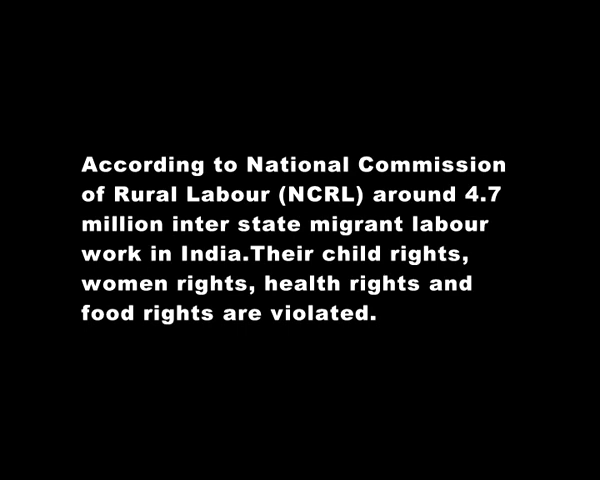 According to National Commission
of Rural Labour (NCRL) around 4.7
million inter state migrant labour
work in India.Their child rights,
women rights, health rights and
food rights are violated.